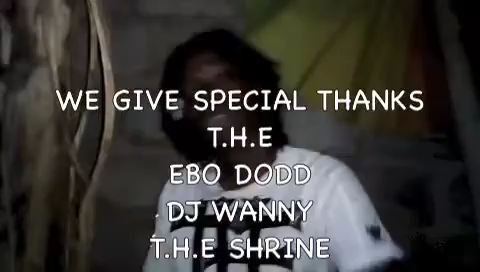 WE GIVE SPECIAL THANKS
T.H.E
EBO DODD
DJ WANNY
T.H.E SHRINE